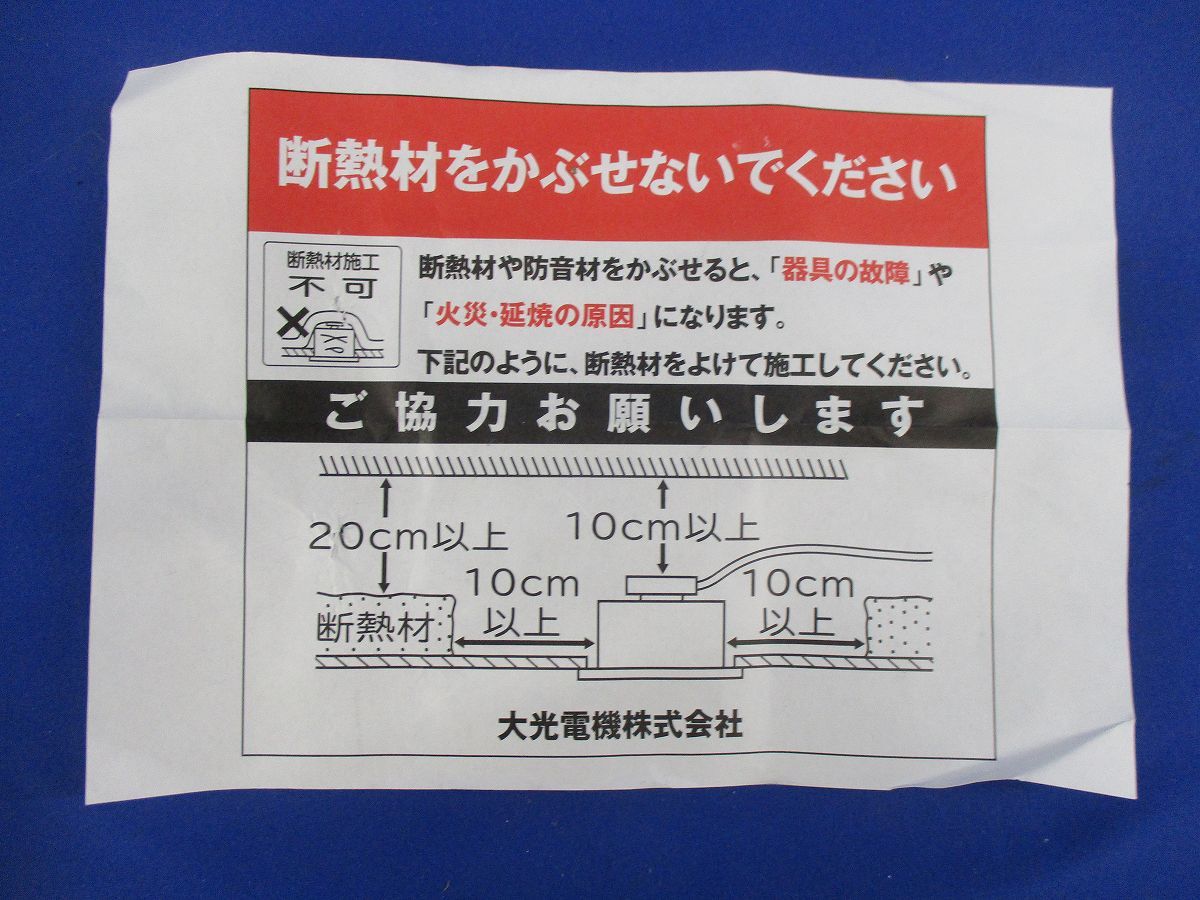 断熱材をかぶせないでください
断熱材施工
不可
断熱材や防音材をかぶせると、「器具の故障」や
「火災・延焼の原因」になります。
下記のように、断熱材をよけて施工してください。
ご協力お願いします
20cm以上
10cm以上
10cm
以上
10cm
以上
断熱材
大光電機株式会社